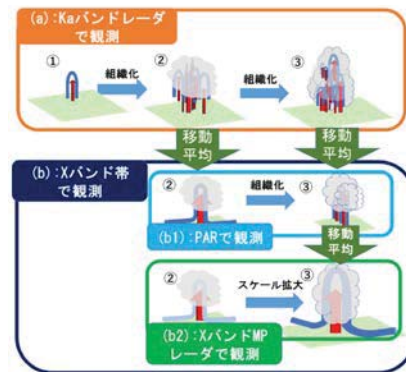 (a):Kaバンドレーダ
で観測
① 組織化 ② 組織化 ③
移動
平均
移動
平均
(b):Xバンド帯
で観測
② 組織化 ③
(b1):PARで観測
移動
平均
② スケール拡大 ③
(b2):XバンドMP
レーダで観測